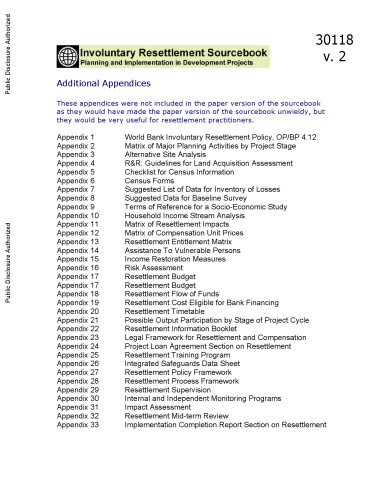 Public Disclosure Authorized
Public Disclosure Authorized
30118
v. 2
Involuntary Resettlement Sourcebook
Planning and Implementation in Development Projects
Additional Appendices
These appendices were not included in the paper version of the sourcebook
as they would have made the paper version of the sourcebook unwieldy, but
they would be very useful for resettlement practitioners.
Appendix 1 World Bank Involuntary Resettlement Policy, OP/BP 4.12
Appendix 2 Matrix of Major Planning Activities by Project Stage
Appendix 3 Alternative Site Analysis
Appendix 4 R&R: Guidelines for Land Acquisition Assessment
Appendix 5 Checklist for Census Information
Appendix 6 Census Forms
Appendix 7 Suggested List of Data for Inventory of Losses
Appendix 8 Suggested Data for Baseline Survey
Appendix 9 Terms of Reference for a Socio-Economic Study
Appendix 10 Household Income Stream Analysis
Appendix 11 Matrix of Resettlement Impacts
Appendix 12 Matrix of Compensation Unit Prices
Appendix 13 Resettlement Entitlement Matrix
Appendix 14 Assistance To Vulnerable Persons
Appendix 15 Income Restoration Measures
Appendix 16 Risk Assessment
Appendix 17 Resettlement Budget
Appendix 17 Resettlement Budget
Appendix 18 Resettlement Flow of Funds
Appendix 19 Resettlement Cost Eligible for Bank Financing
Appendix 20 Resettlement Timetable
Appendix 21 Possible Output Participation by Stage of Project Cycle
Appendix 22 Resettlement Information Booklet
Appendix 23 Legal Framework for Resettlement and Compensation
Appendix 24 Project Loan Agreement Section on Resettlement
Appendix 25 Resettlement Training Program
Appendix 26 Integrated Safeguards Data Sheet
Appendix 27 Resettlement Policy Framework
Appendix 28 Resettlement Process Framework
Appendix 29 Resettlement Supervision
Appendix 30 Internal and Independent Monitoring Programs
Appendix 31 Impact Assessment
Appendix 32 Resettlement Mid-term Review
Appendix 33 Implementation Completion Report Section on Resettlement